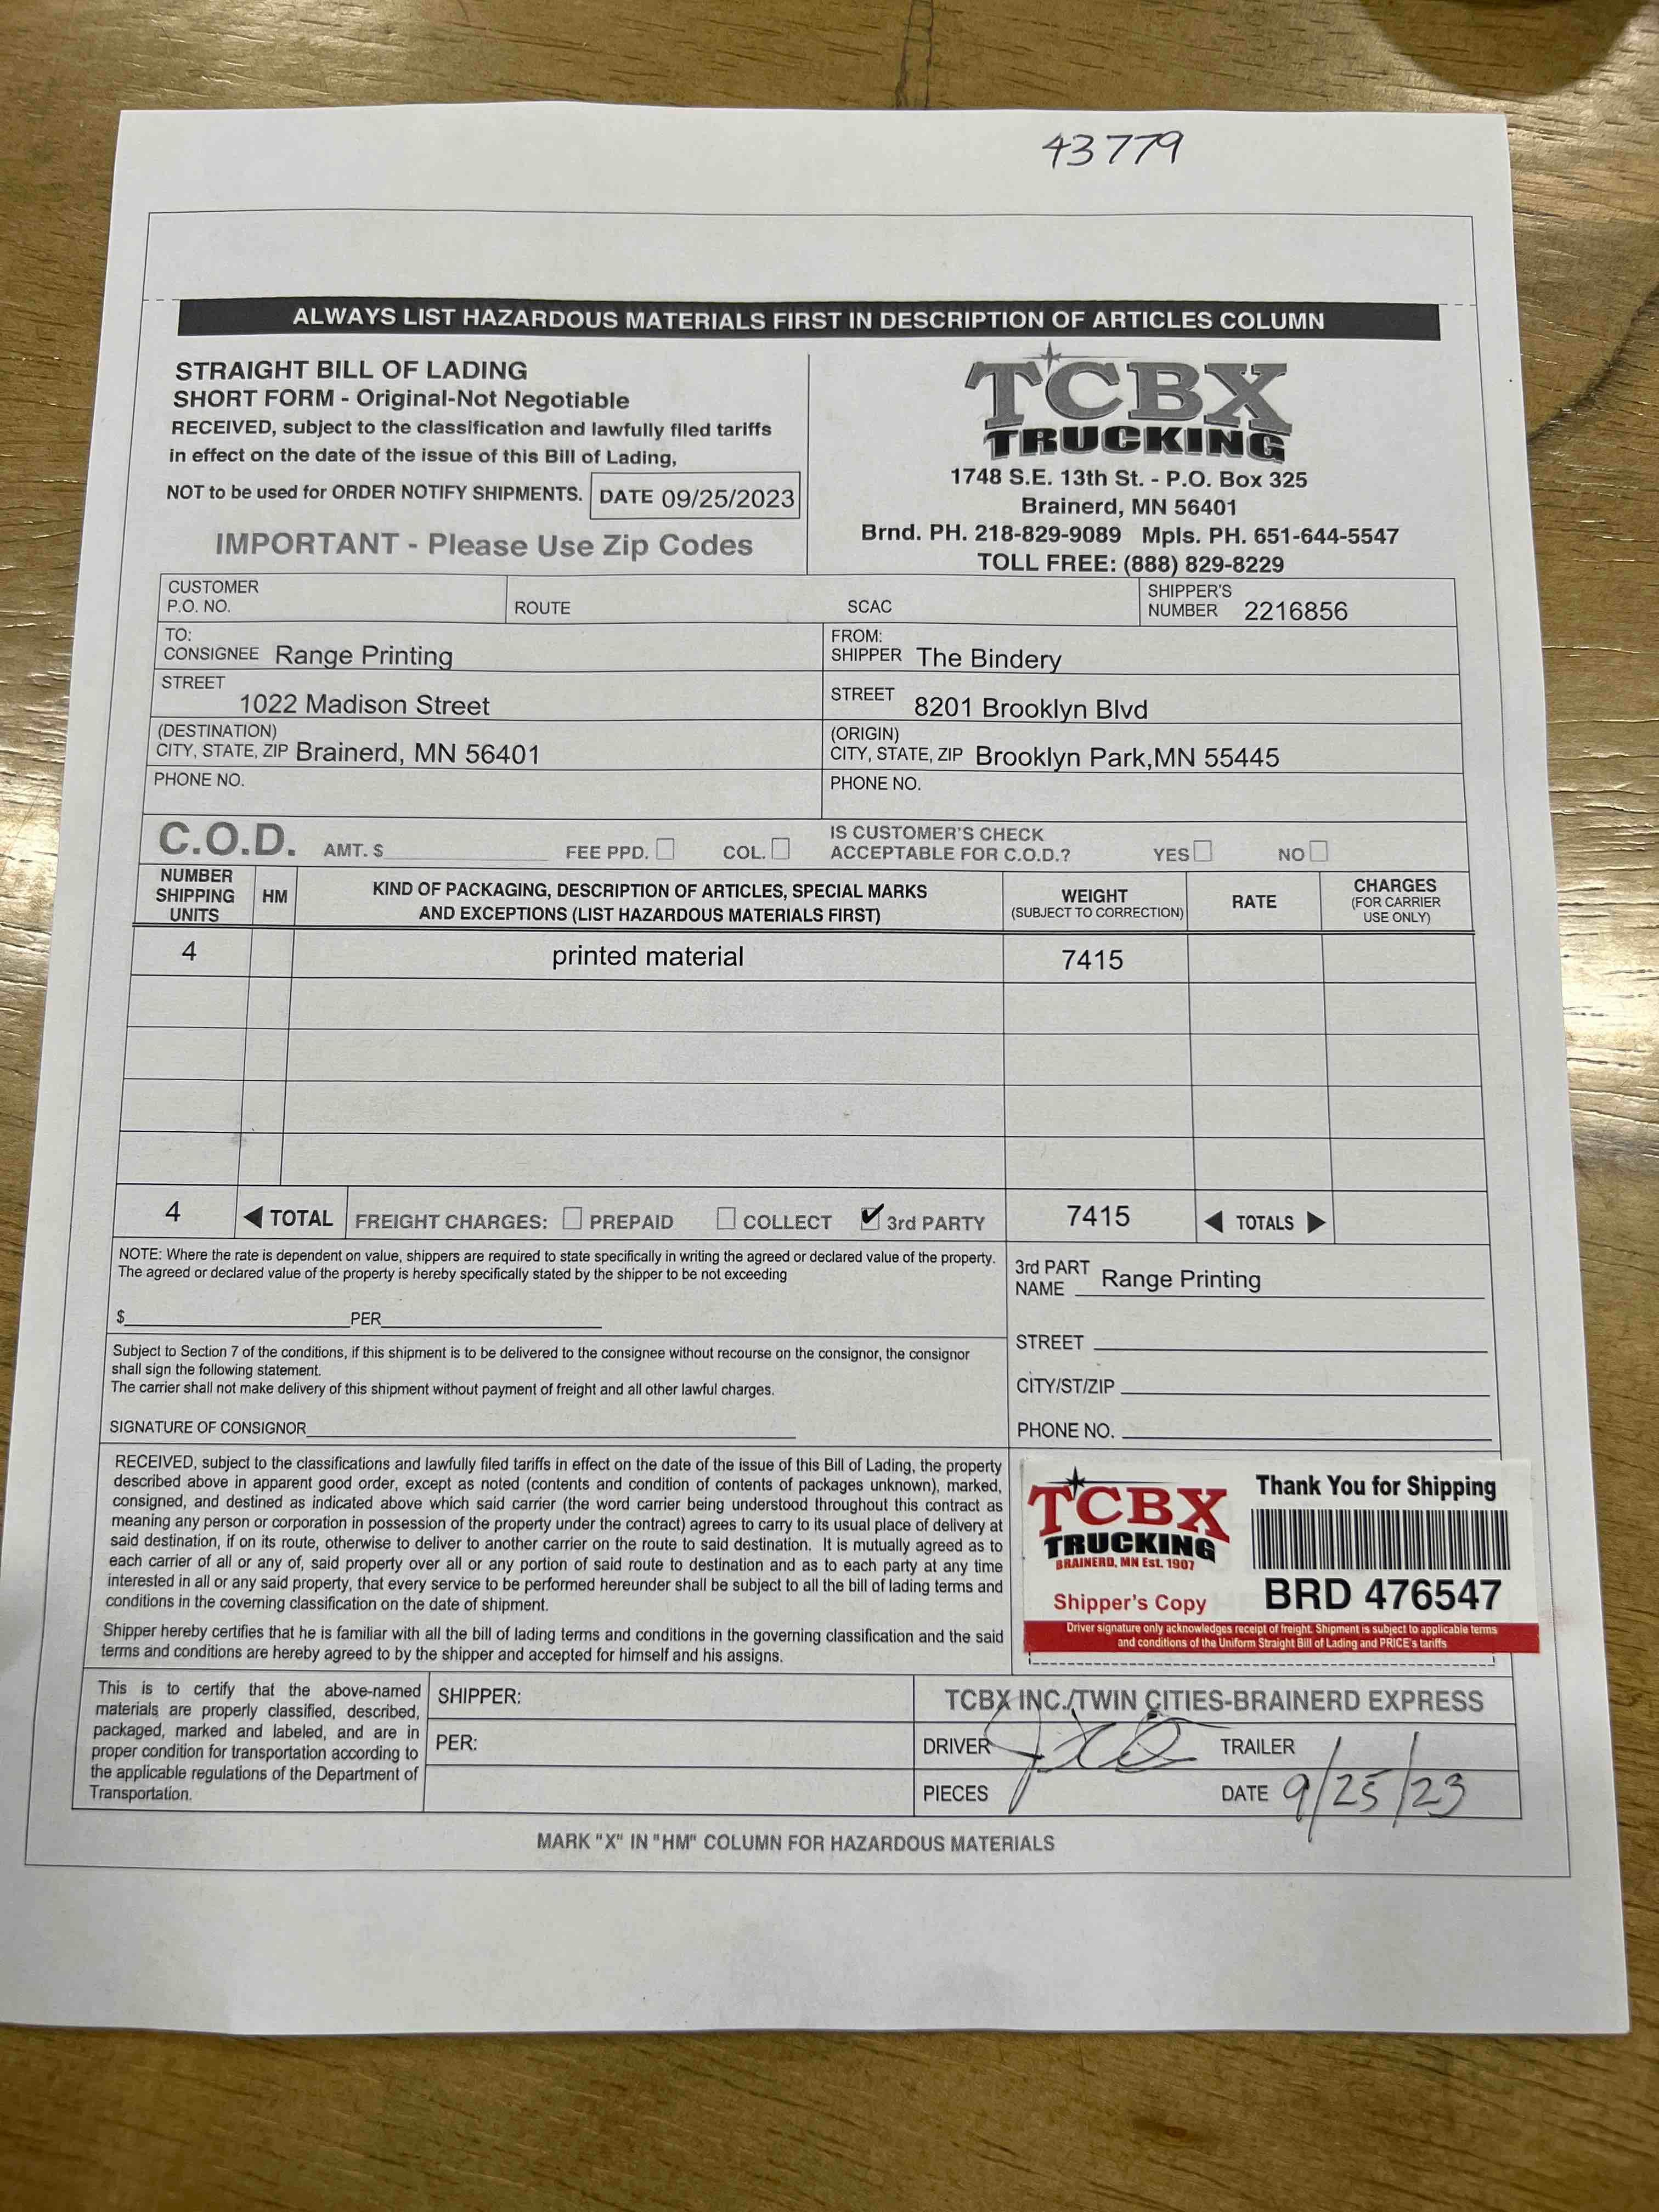 43779
ALWAYS LIST HAZARDOUS MATERIALS FIRST IN DESCRIPTION OF ARTICLES COLUMN
STRAIGHT BILL OF LADING
SHORT FORM - Original-Not Negotiable
RECEIVED, subject to the classification and lawfully filed tariffs
in effect on the date of the issue of this Bill of Lading,
NOT to be used for ORDER NOTIFY SHIPMENTS. DATE 09/25/2023
IMPORTANT - Please Use Zip Codes
TCBX
TRUCKING
1748 S.E. 13th St. - P.O. Box 325
Brainerd, MN 56401
Brnd. PH. 218-829-9089 Mpls. PH. 651-644-5547
TOLL FREE: (888) 829-8229
CUSTOMER
P.O. NO.
ROUTE
SCAC
SHIPPER'S
NUMBER 2216856
TO:
CONSIGNEE Range Printing
STREET
1022 Madison Street
(DESTINATION)
CITY, STATE, ZIP Brainerd, MN 56401
PHONE NO.
FROM:
SHIPPER The Bindery
STREET
8201 Brooklyn Blvd
(ORIGIN)
CITY, STATE, ZIP Brooklyn Park,MN 55445
PHONE NO.
C.O.D. AMT. $ FEE PPD. COL.
IS CUSTOMER'S CHECK
ACCEPTABLE FOR C.O.D.? YES NO
NUMBER
SHIPPING
UNITS
HM
KIND OF PACKAGING, DESCRIPTION OF ARTICLES, SPECIAL MARKS
AND EXCEPTIONS (LIST HAZARDOUS MATERIALS FIRST)
WEIGHT
(SUBJECT TO CORRECTION)
RATE
CHARGES
(FOR CARRIER
USE ONLY)
4 printed material 7415
4 ◀ TOTAL FREIGHT CHARGES: ☐ PREPAID ☐ COLLECT ☑ 3rd PARTY 7415 ◀ TOTALS ▶
NOTE: Where the rate is dependent on value, shippers are required to state specifically in writing the agreed or declared value of the property.
The agreed or declared value of the property is hereby specifically stated by the shipper to be not exceeding
$ PER
Subject to Section 7 of the conditions, if this shipment is to be delivered to the consignee without recourse on the consignor, the consignor
shall sign the following statement.
The carrier shall not make delivery of this shipment without payment of freight and all other lawful charges.
SIGNATURE OF CONSIGNOR
3rd PART
NAME Range Printing
STREET
CITY/ST/ZIP
PHONE NO.
RECEIVED, subject to the classifications and lawfully filed tariffs in effect on the date of the issue of this Bill of Lading, the property
described above in apparent good order, except as noted (contents and condition of contents of packages unknown), marked,
consigned, and destined as indicated above which said carrier (the word carrier being understood throughout this contract as
meaning any person or corporation in possession of the property under the contract) agrees to carry to its usual place of delivery at
said destination, if on its route, otherwise to deliver to another carrier on the route to said destination. It is mutually agreed as to
each carrier of all or any of, said property over all or any portion of said route to destination and as to each party at any time
interested in all or any said property, that every service to be performed hereunder shall be subject to all the bill of lading terms and
conditions in the coverning classification on the date of shipment.
Shipper hereby certifies that he is familiar with all the bill of lading terms and conditions in the governing classification and the said
terms and conditions are hereby agreed to by the shipper and accepted for himself and his assigns.
TCBX
TRUCKING
BRAINERD, MN Est. 1907
Shipper's Copy
Thank You for Shipping
BRD 476547
Driver signature only acknowledges receipt of freight. Shipment is subject to applicable terms
and conditions of the Uniform Straight Bill of Lading and PRICE's tariffs
This is to certify that the above-named
materials are properly classified, described,
packaged, marked and labeled, and are in
proper condition for transportation according to
the applicable regulations of the Department of
Transportation.
SHIPPER:
PER:
TCBX INC./TWIN CITIES-BRAINERD EXPRESS
DRIVER TRAILER
PIECES DATE 9/25/23
MARK "X" IN "HM" COLUMN FOR HAZARDOUS MATERIALS